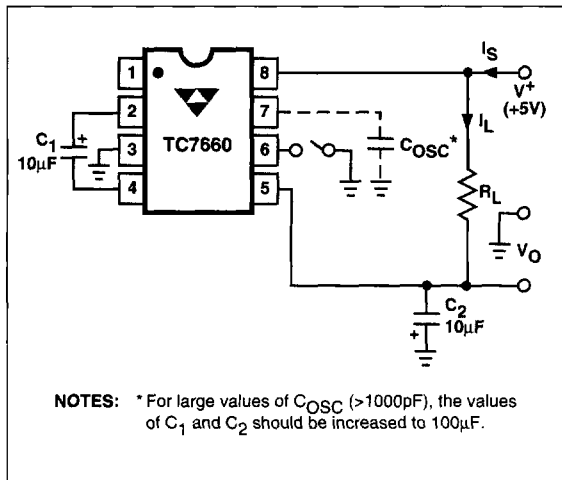 1
2
3
4
8
7
6
5
TC7660
C1
+
10µF
COSC*
IS
V+
(+5V)
IL
RL
VO
C2
10µF
+
NOTES: * For large values of COSC (>1000pF), the values
of C1 and C2 should be increased to 100µF.